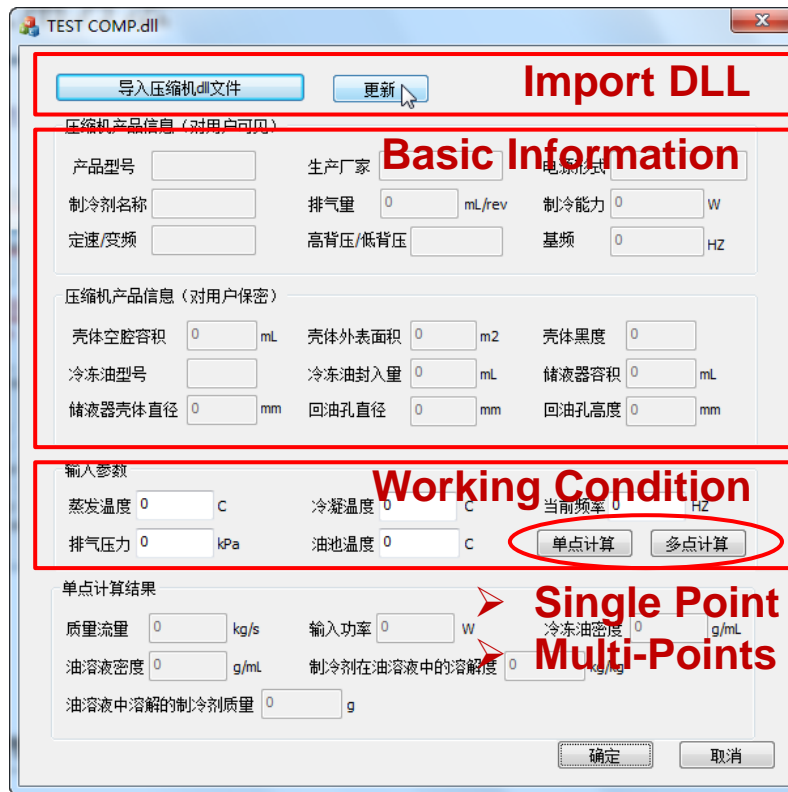 TEST COMP.dll
导入压缩机dll文件 更新 Import DLL
压缩机产品信息（对用户可见）
Basic Information
产品型号 生产厂家 电源形式
制冷剂名称 排气量 0 mL/rev 制冷能力 0 W
定速/变频 高背压/低背压 基频 0 HZ
压缩机产品信息（对用户保密）
壳体空腔容积 0 mL 壳体外表面积 0 m2 壳体黑度 0
冷冻油型号 冷冻油封入量 0 mL 储液器容积 0 mL
储液器壳体直径 0 mm 回油孔直径 0 mm 回油孔高度 0 mm
输入参数
Working Condition
蒸发温度 0 C 冷凝温度 0 C 当前频率 0 HZ
排气压力 0 kPa 油池温度 0 C 单点计算 多点计算
单点计算结果
➢ Single Point
质量流量 0 kg/s 输入功率 0 W 冷冻油密度 0 g/mL
➢ Multi-Points
油溶液密度 0 g/mL 制冷剂在油溶液中的溶解度 0 kg/kg
油溶液中溶解的制冷剂质量 0 g
确定 取消